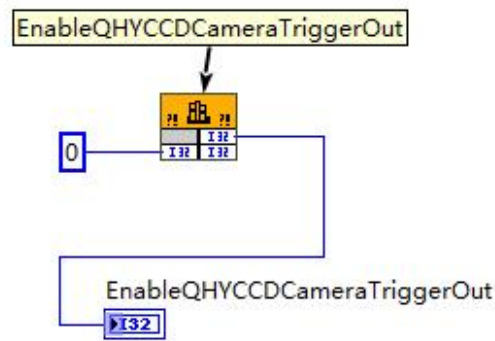 EnableQHYCCDCameraTriggerOut
?! ?!
I32
0
I32 I32
EnableQHYCCDCameraTriggerOut
I32